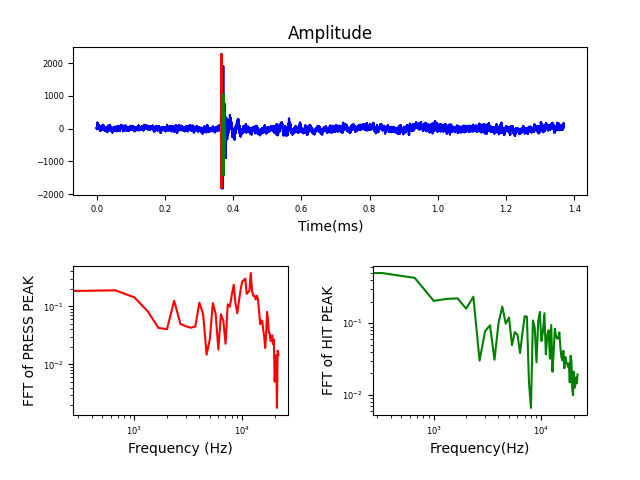 Amplitude
2000
1000
0
−1000
−2000
0.0 0.2 0.4 0.6 0.8 1.0 1.2 1.4
Time(ms)
FFT of PRESS PEAK
10⁻¹
10⁻²
10³ 10⁴
Frequency (Hz)
FFT of HIT PEAK
10⁻¹
10⁻²
10³ 10⁴
Frequency(Hz)